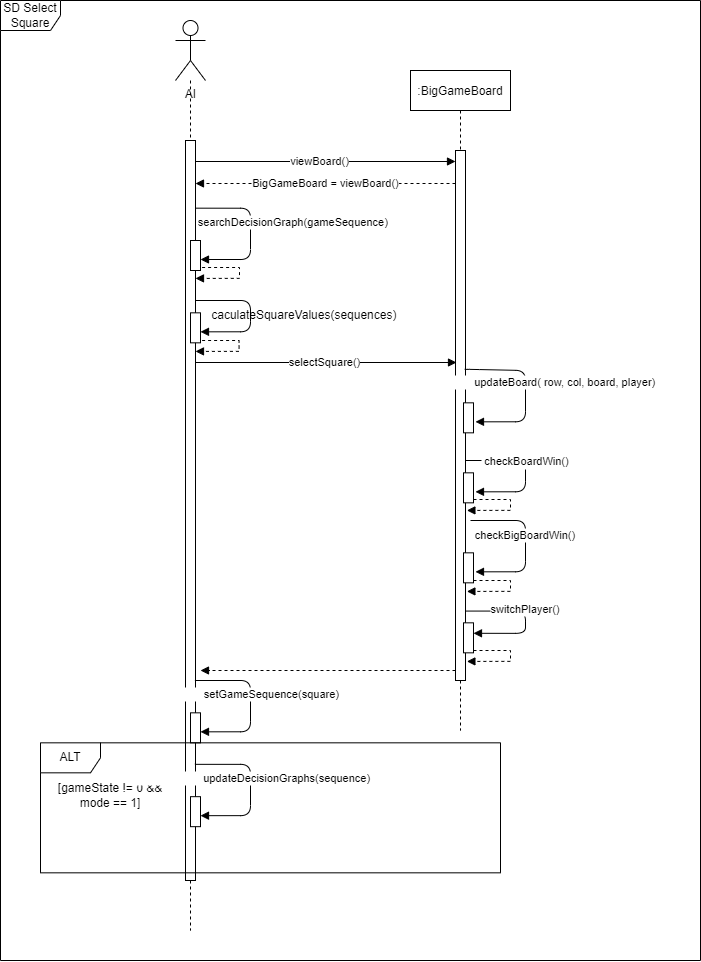 SD Select
Square
AI
:BigGameBoard
viewBoard()
BigGameBoard = viewBoard()
searchDecisionGraph(gameSequence)
caculateSquareValues(sequences)
selectSquare()
updateBoard( row, col, board, player)
checkBoardWin()
checkBigBoardWin()
switchPlayer()
setGameSequence(square)
ALT
[gameState != 0 &&
mode == 1]
updateDecisionGraphs(sequence)